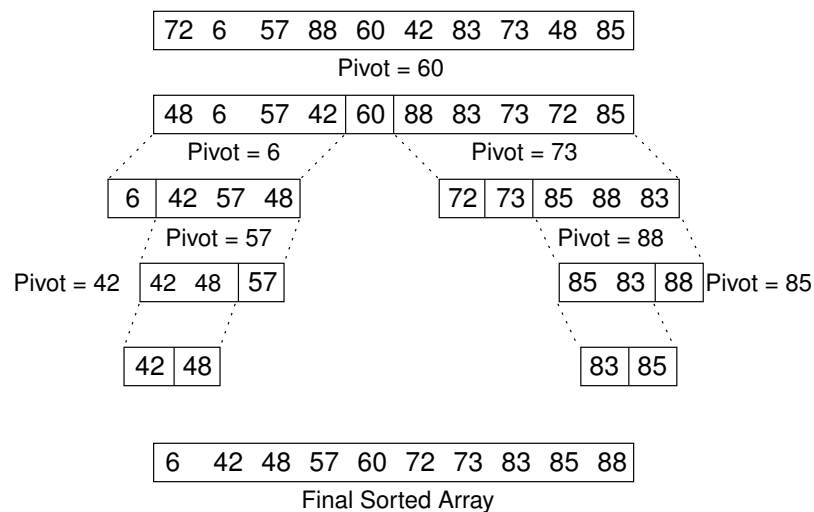 72 6 57 88 60 42 83 73 48 85
Pivot = 60
48 6 57 42 60 88 83 73 72 85
Pivot = 6 Pivot = 73
6 42 57 48 72 73 85 88 83
Pivot = 57 Pivot = 88
Pivot = 42 42 48 57 85 83 88 Pivot = 85
42 48 83 85
6 42 48 57 60 72 73 83 85 88
Final Sorted Array